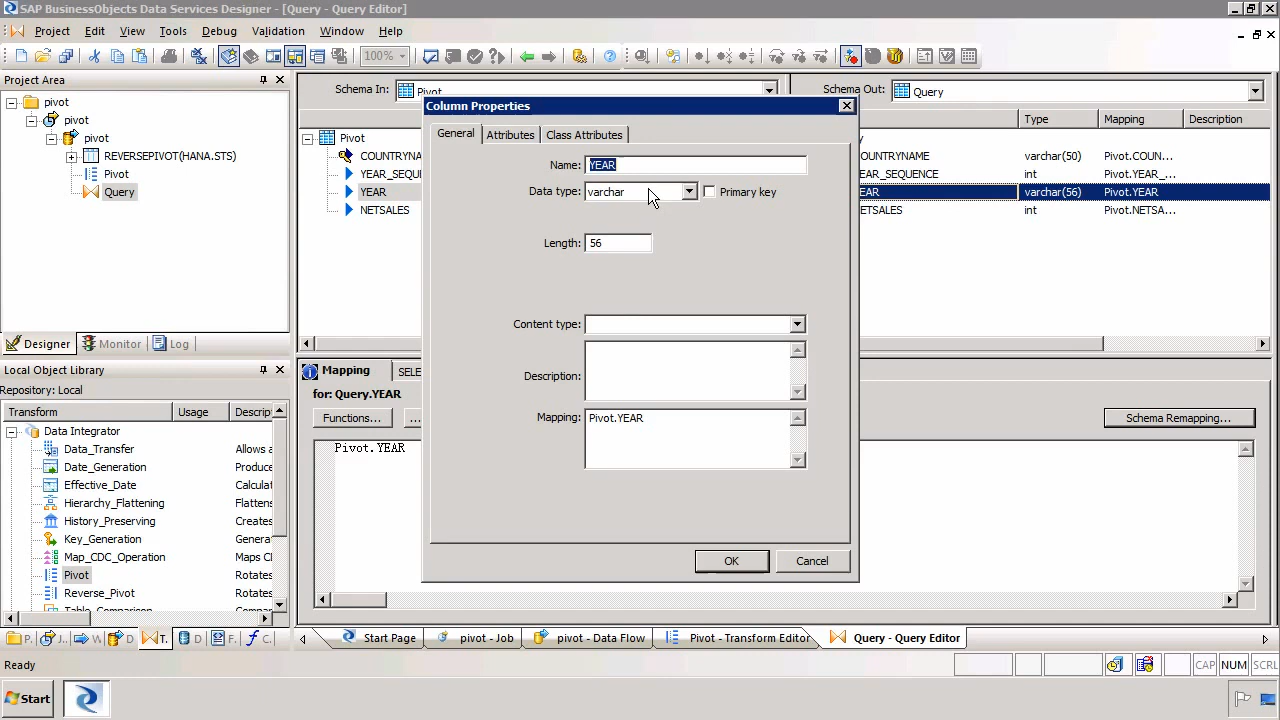 SAP BusinessObjects Data Services Designer - [Query - Query Editor]
Project Edit View Tools Debug Validation Window Help
100%
Project Area
pivot
pivot
pivot
REVERSEPIVOT(HANA.STS)
Pivot
Query
Designer Monitor Log
Local Object Library
Repository: Local
Transform Usage Descrip
Data Integrator
Data_Transfer Allows a
Date_Generation Produce
Effective_Date Calculat
Hierarchy_Flattening Flattens
History_Preserving Creates
Key_Generation Genera
Map_CDC_Operation Maps C
Pivot Rotates
Reverse_Pivot Rotates
Table_Comparison Compar
P. J.. W D T. D F. C.
Schema In: Pivot
Schema Out: Query
Type Mapping Description
Pivot
COUNTRYNAME
YEAR_SEQU
YEAR
NETSALES
OUNTRYNAME varchar(50) Pivot.COUN...
EAR_SEQUENCE int Pivot.YEAR_...
EAR varchar(56) Pivot.YEAR
ETSALES int Pivot.NETSA...
Column Properties
General Attributes Class Attributes
Name: YEAR
Data type: varchar Primary key
Length: 56
Content type:
Description:
Mapping: Pivot.YEAR
OK Cancel
Mapping SELE
for: Query.YEAR
Functions... ...
Schema Remapping...
Pivot.YEAR
Start Page pivot - Job pivot - Data Flow Pivot - Transform Editor Query - Query Editor
Ready
CAP NUM SCRL
Start